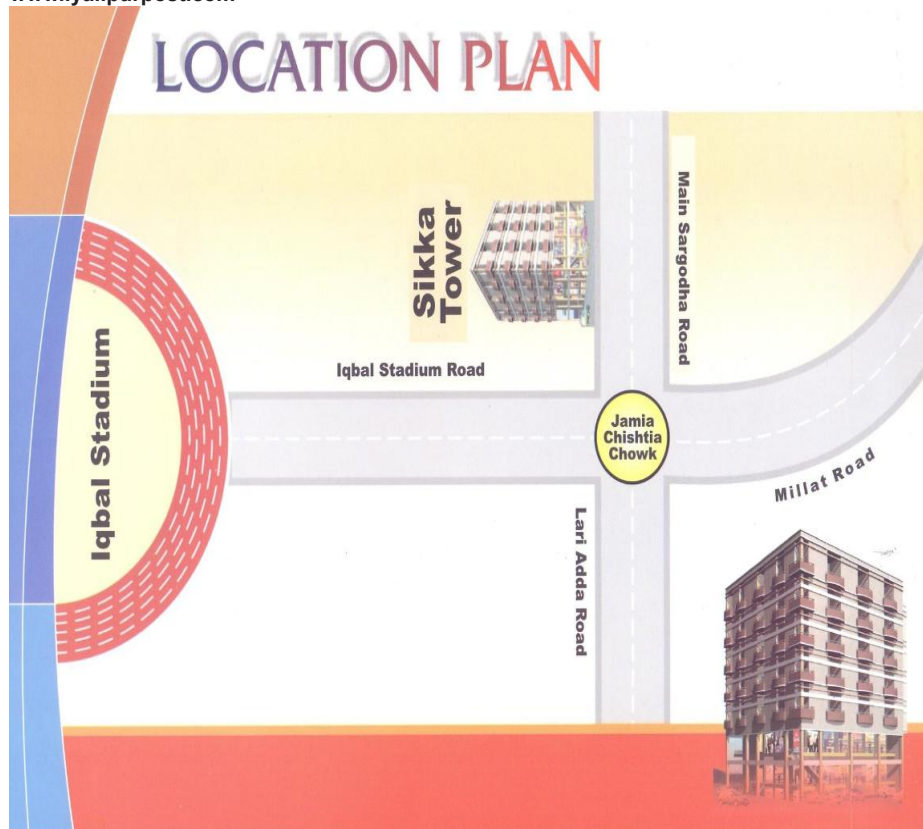 LOCATION PLAN
Sikka
Tower
Main Sargodha Road
Iqbal Stadium
Iqbal Stadium Road
Jamia
Chishtia
Chowk
Millat Road
Lari Adda Road